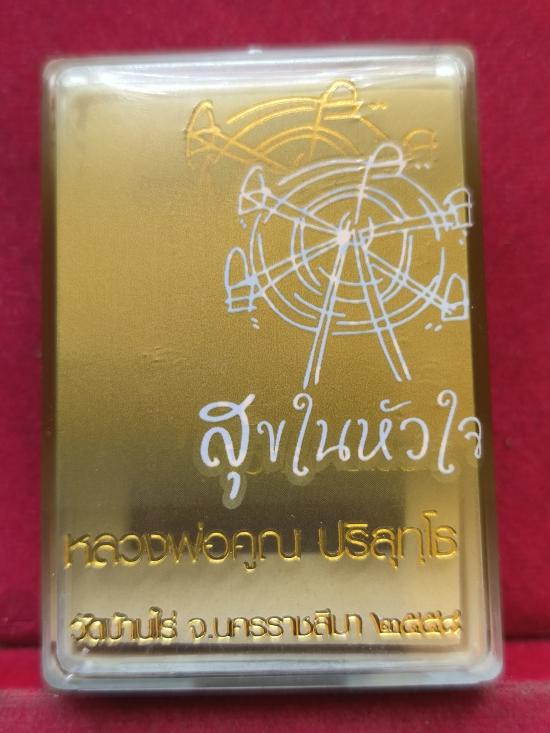 สุขในหัวใจ
หลวงพ่อคูณ ปริสุทฺโธ
วัดบ้านไร่ จ.นครราชสีมา ๒๕๕๘